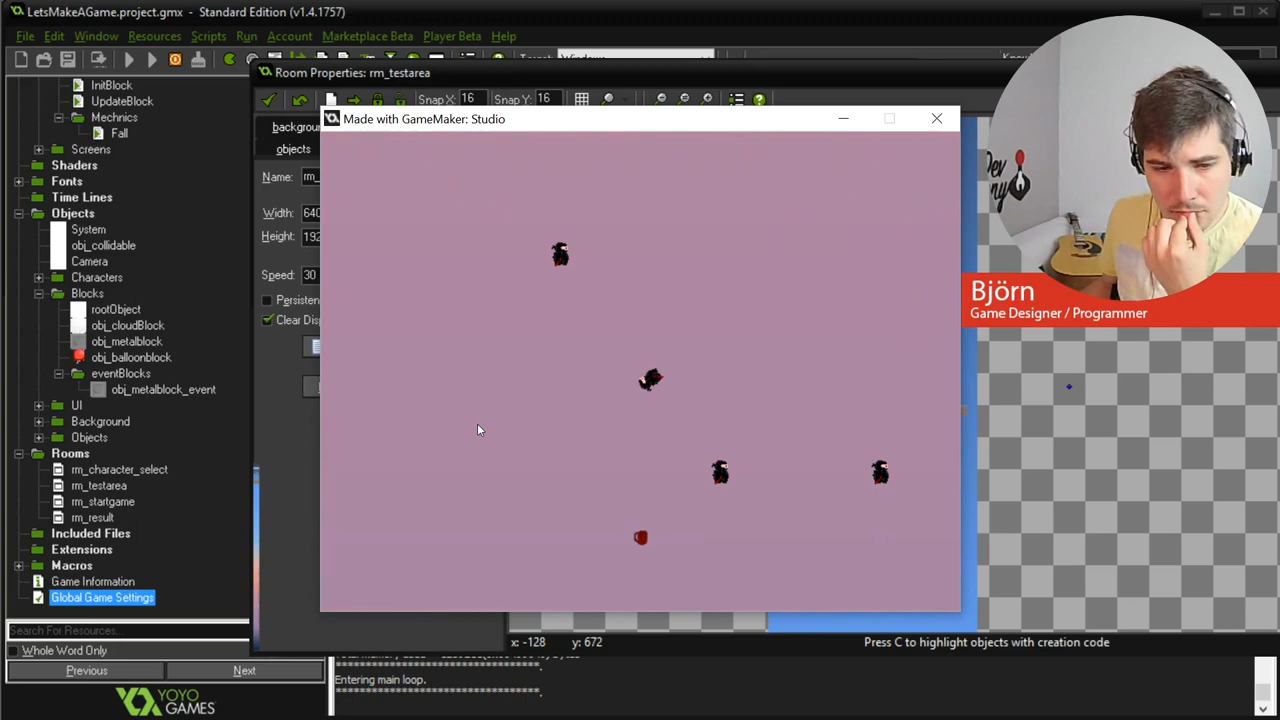 LetsMakeAGame.project.gmx - Standard Edition (v1.4.1757)
File Edit Window Resources Scripts Run Account Marketplace Beta Player Beta Help
Room Properties: rm_testarea
Snap X: 16 Snap Y: 16
Made with GameMaker: Studio
objects
Name: rm_
Width: 640
Height: 192
Speed: 30
Clear Disp
InitBlock
UpdateBlock
Mechnics
Fall
Screens
Shaders
Fonts
Time Lines
Objects
System
obj_collidable
Camera
Characters
Blocks
rootObject
obj_cloudBlock
obj_metalblock
obj_balloonblock
eventBlocks
obj_metalblock_event
UI
Background
Objects
Rooms
rm_character_select
rm_testarea
rm_startgame
rm_result
Included Files
Extensions
Macros
Game Information
Global Game Settings
Search For Resources...
Whole Word Only
Previous Next
YOYO
GAMES
Björn
Game Designer / Programmer
x: -128 y: 672 Press C to highlight objects with creation code
Entering main loop.